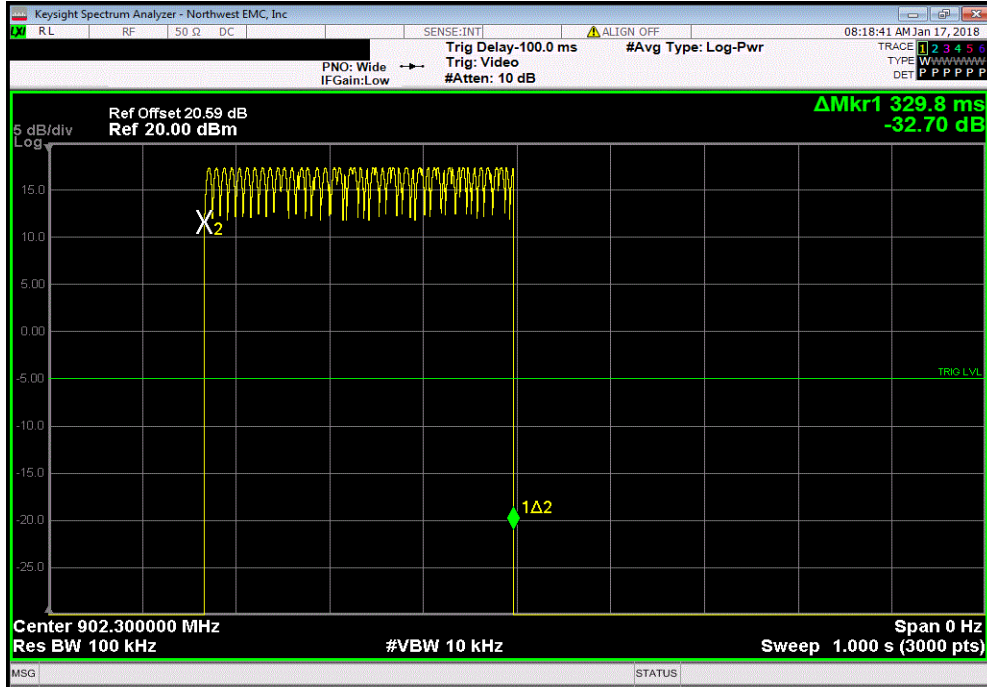 Keysight Spectrum Analyzer - Northwest EMC, Inc
LXI RL RF 50 Ω DC SENSE:INT ALIGN OFF 08:18:41 AM Jan 17, 2018
Trig Delay-100.0 ms #Avg Type: Log-Pwr TRACE 1 2 3 4 5 6
PNO: Wide Trig: Video TYPE WWWWWW
IFGain:Low #Atten: 10 dB DET P P P P P P
ΔMkr1 329.8 ms
-32.70 dB
Ref Offset 20.59 dB
5 dB/div Ref 20.00 dBm
Log
15.0
10.0
X2
5.00
0.00
-5.00
TRIG LVL
-10.0
-15.0
1Δ2
-20.0
-25.0
Center 902.300000 MHz Span 0 Hz
Res BW 100 kHz #VBW 10 kHz Sweep 1.000 s (3000 pts)
MSG STATUS